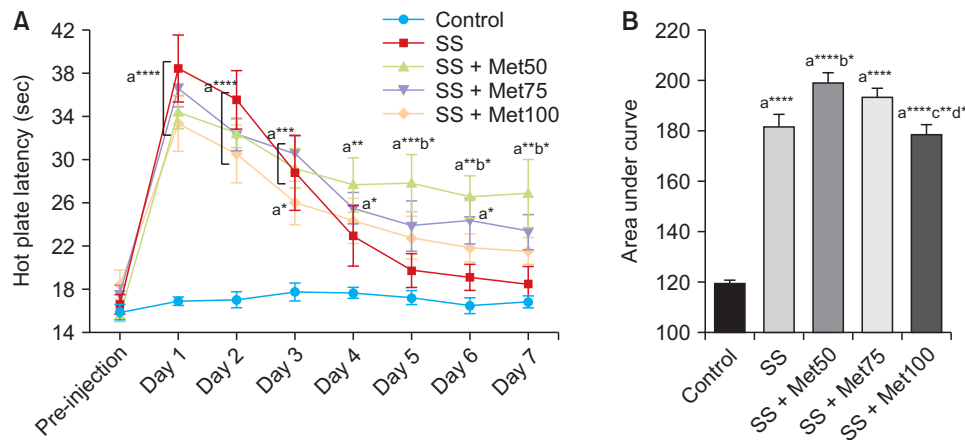 A
Hot plate latency (sec)
42
38
34
30
26
22
18
14
Control
SS
SS + Met50
SS + Met75
SS + Met100
a****
a****
a***
a*
a**
a*
a***b*
a**b*
a*
a**b*
Pre-injection
Day 1
Day 2
Day 3
Day 4
Day 5
Day 6
Day 7
B
Area under curve
220
200
180
160
140
120
100
a****
a****b*
a****
a****c**d*
Control
SS
SS + Met50
SS + Met75
SS + Met100